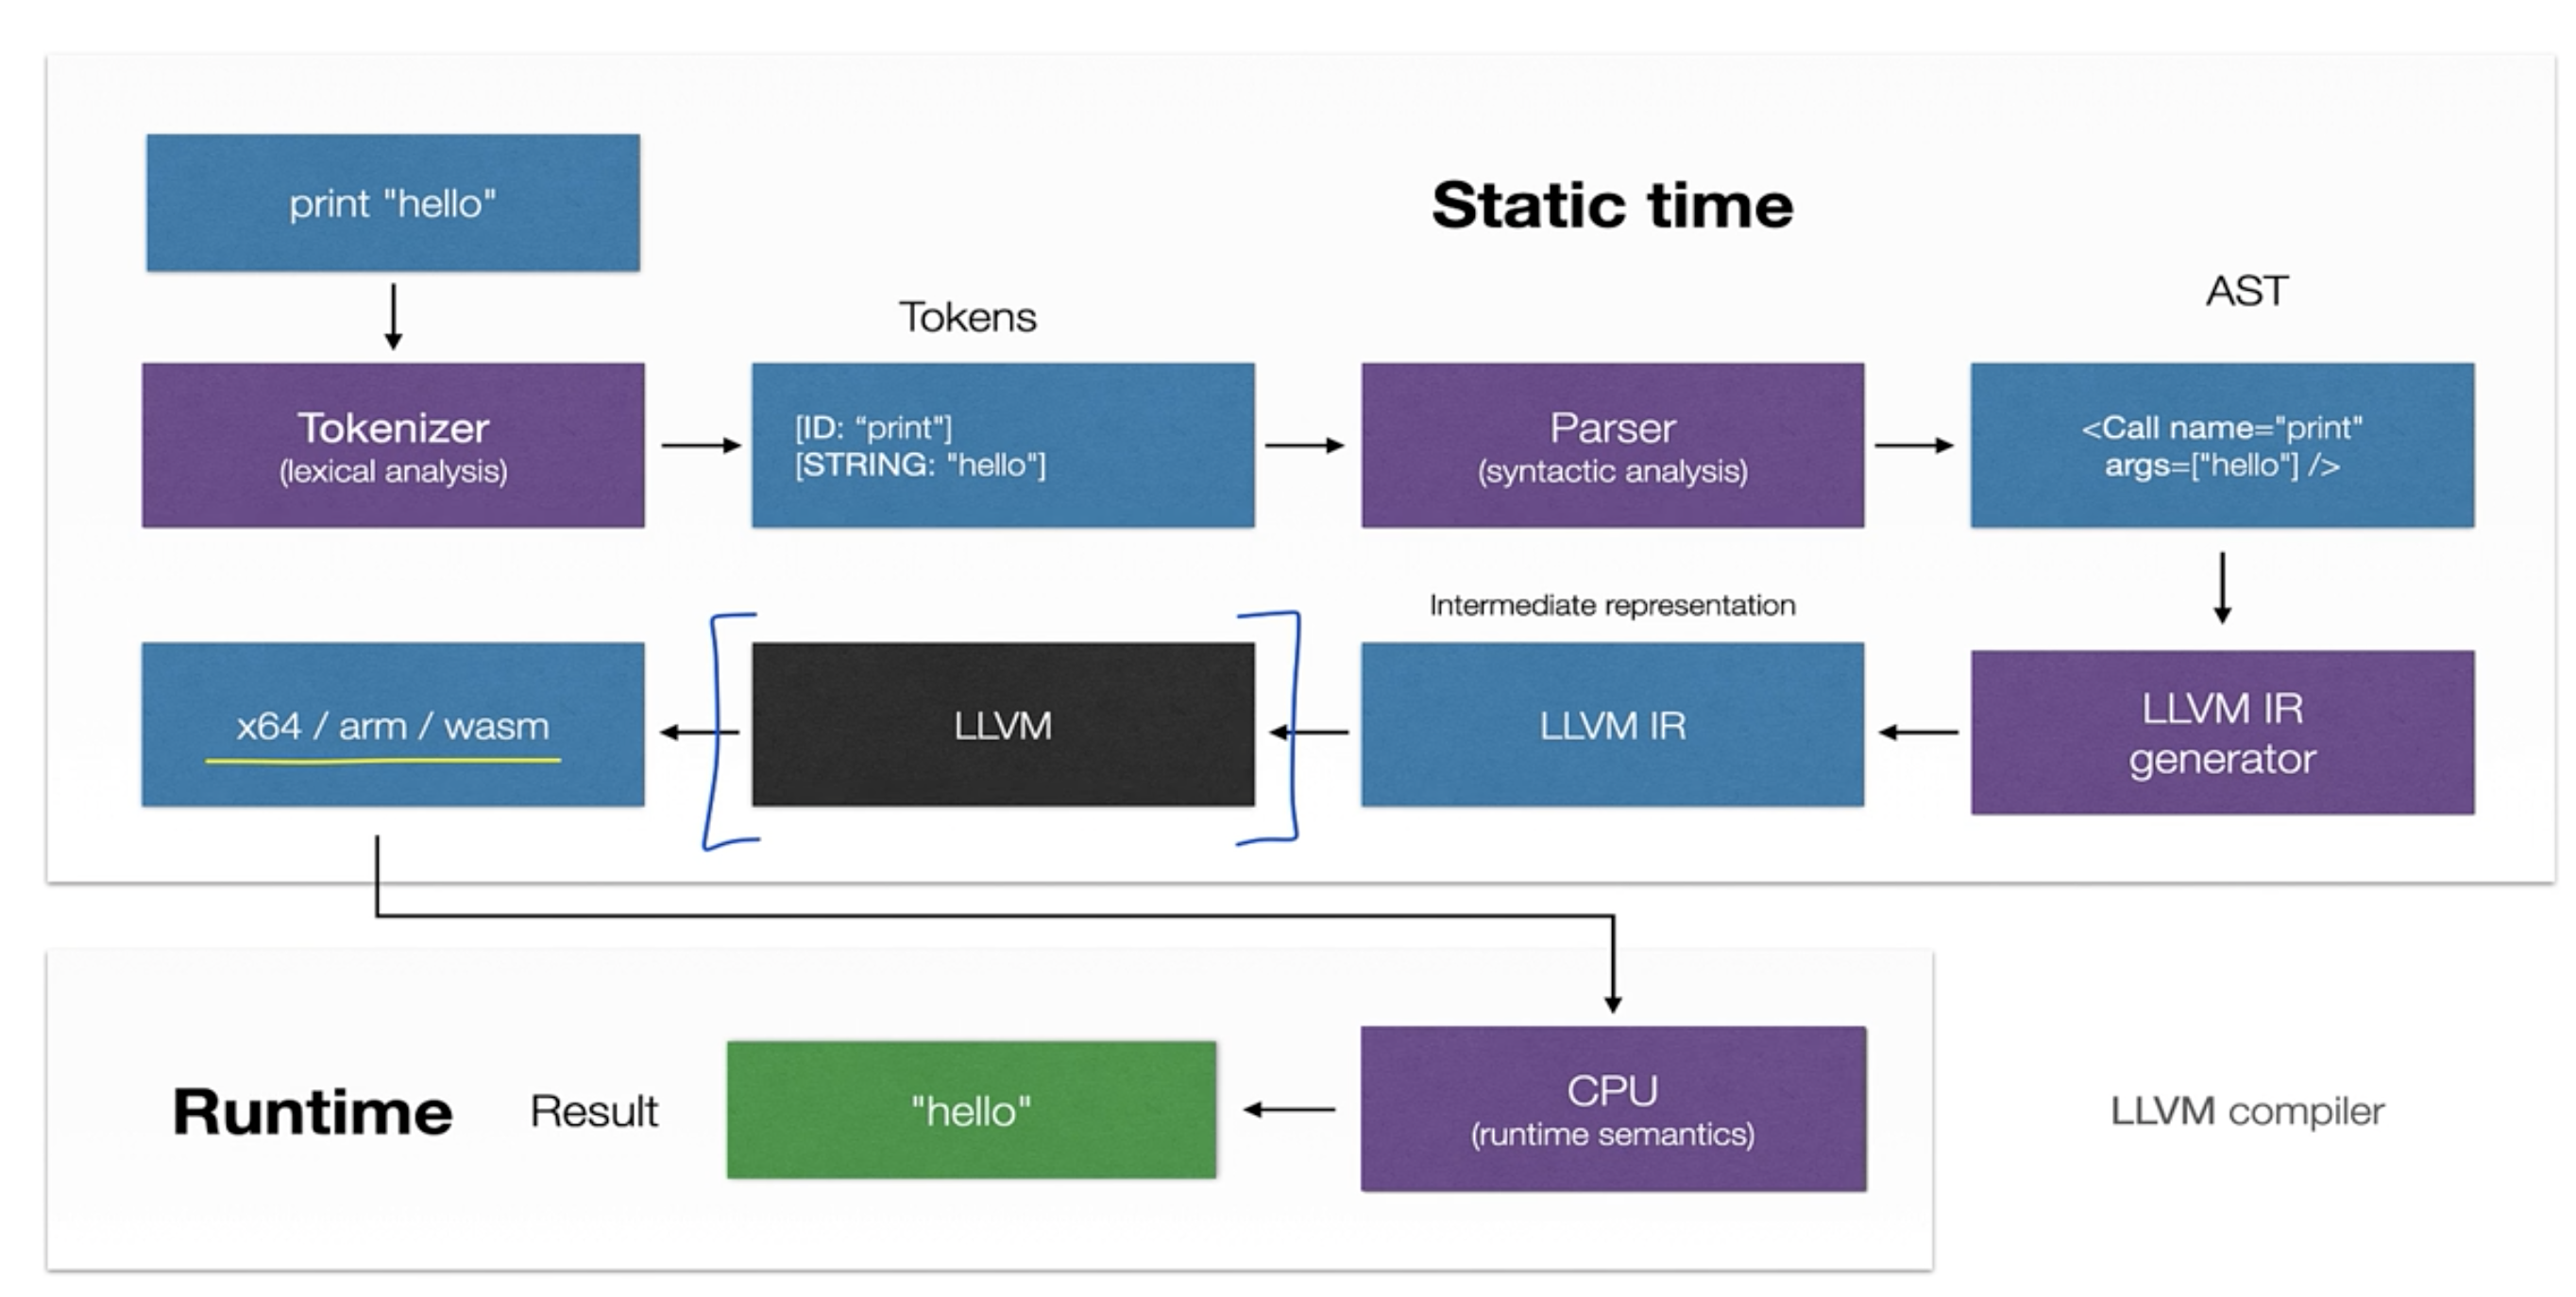 print "hello"
Static time
Tokens
AST
Tokenizer
(lexical analysis)
[ID: “print"]
[STRING: "hello"]
Parser
(syntactic analysis)
<Call name="print"
args=["hello"] />
Intermediate representation
x64 / arm / wasm
LLVM
LLVM IR
LLVM IR
generator
Runtime
Result
"hello"
CPU
(runtime semantics)
LLVM compiler